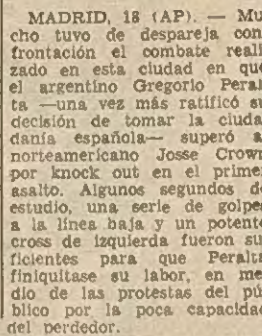 MADRID, 18 (AP). — Mu
cho tuvo de despareja con
frontación el combate reali
zado en esta ciudad en que
el argentino Gregorio Peral
ta —una vez más ratificó su
decisión de tomar la ciuda
danía española— superó a
norteamericano Josse Crown
por knock out en el prime
asalto. Algunos segundos de
estudio, una serie de golpe
a la línea baja y un potente
cross de izquierda fueron su
ficientes para que Peralta
finiquitase su labor, en me
dio de las protestas del pú
blico por la poca capacidad
del perdedor.